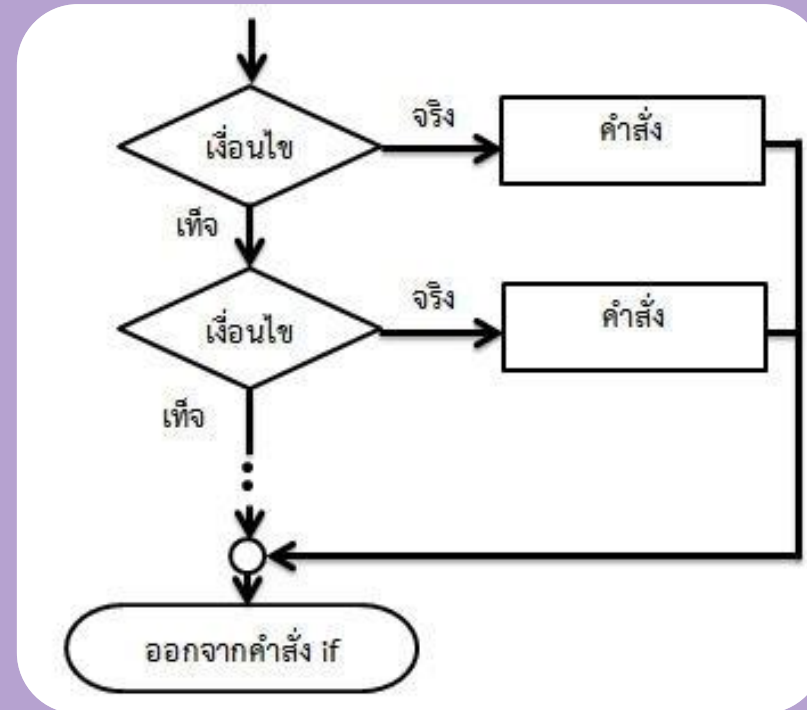 เงื่อนไข
จริง
คำสั่ง
เท็จ
เงื่อนไข
จริง
คำสั่ง
เท็จ
ออกจากคำสั่ง if